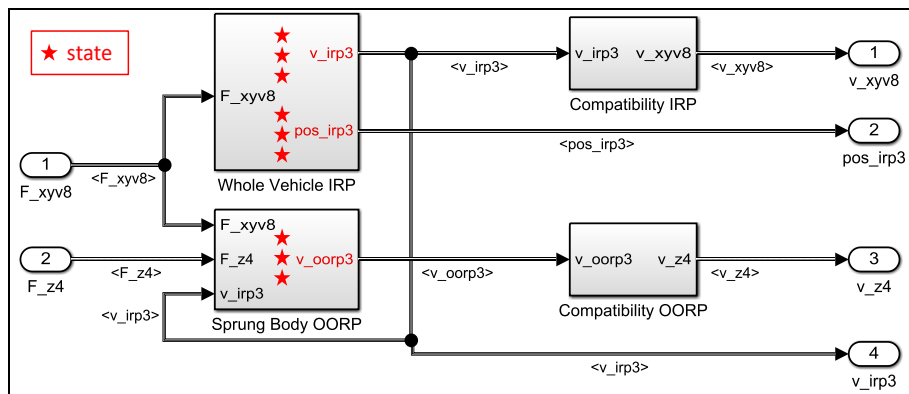 ★ state
v_irp3
F_xyv8
pos_irp3
Whole Vehicle IRP
<v_irp3>
v_irp3
v_xyv8
Compatibility IRP
<v_xyv8>
1
v_xyv8
<pos_irp3>
2
pos_irp3
1
F_xyv8
<F_xyv8>
2
F_z4
<F_z4>
<v_irp3>
F_xyv8
F_z4
v_irp3
v_oorp3
Sprung Body OORP
<v_oorp3>
v_oorp3
v_z4
Compatibility OORP
<v_z4>
3
v_z4
<v_irp3>
4
v_irp3